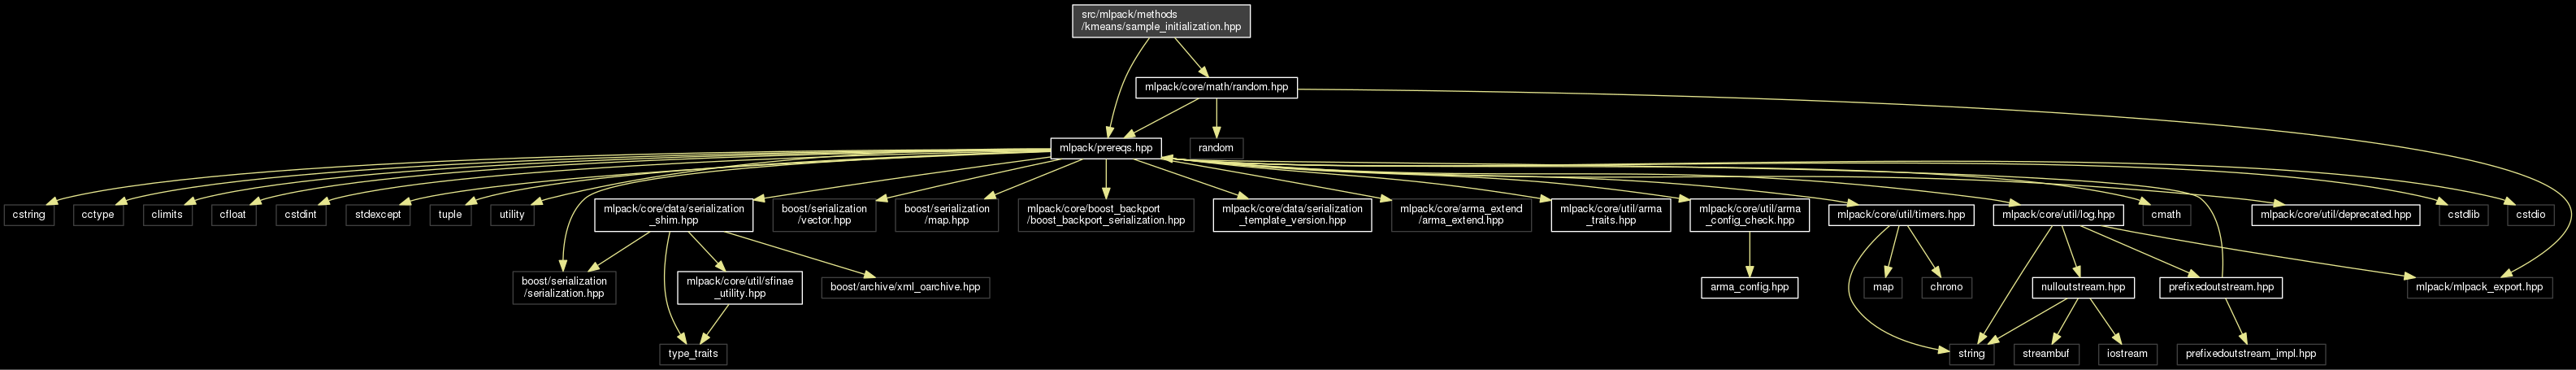 src/mlpack/methods
/kmeans/sample_initialization.hpp
mlpack/core/math/random.hpp
mlpack/prereqs.hpp
random
cstring
cctype
climits
cfloat
cstdint
stdexcept
tuple
utility
mlpack/core/data/serialization
_shim.hpp
boost/serialization
/vector.hpp
boost/serialization
/map.hpp
mlpack/core/boost_backport
/boost_backport_serialization.hpp
mlpack/core/data/serialization
_template_version.hpp
mlpack/core/arma_extend
/arma_extend.hpp
mlpack/core/util/arma
_traits.hpp
mlpack/core/util/arma
_config_check.hpp
mlpack/core/util/timers.hpp
mlpack/core/util/log.hpp
cmath
mlpack/core/util/deprecated.hpp
cstdlib
cstdio
boost/serialization
/serialization.hpp
mlpack/core/util/sfinae
_utility.hpp
boost/archive/xml_oarchive.hpp
arma_config.hpp
map
chrono
nulloutstream.hpp
prefixedoutstream.hpp
mlpack/mlpack_export.hpp
type_traits
string
streambuf
iostream
prefixedoutstream_impl.hpp